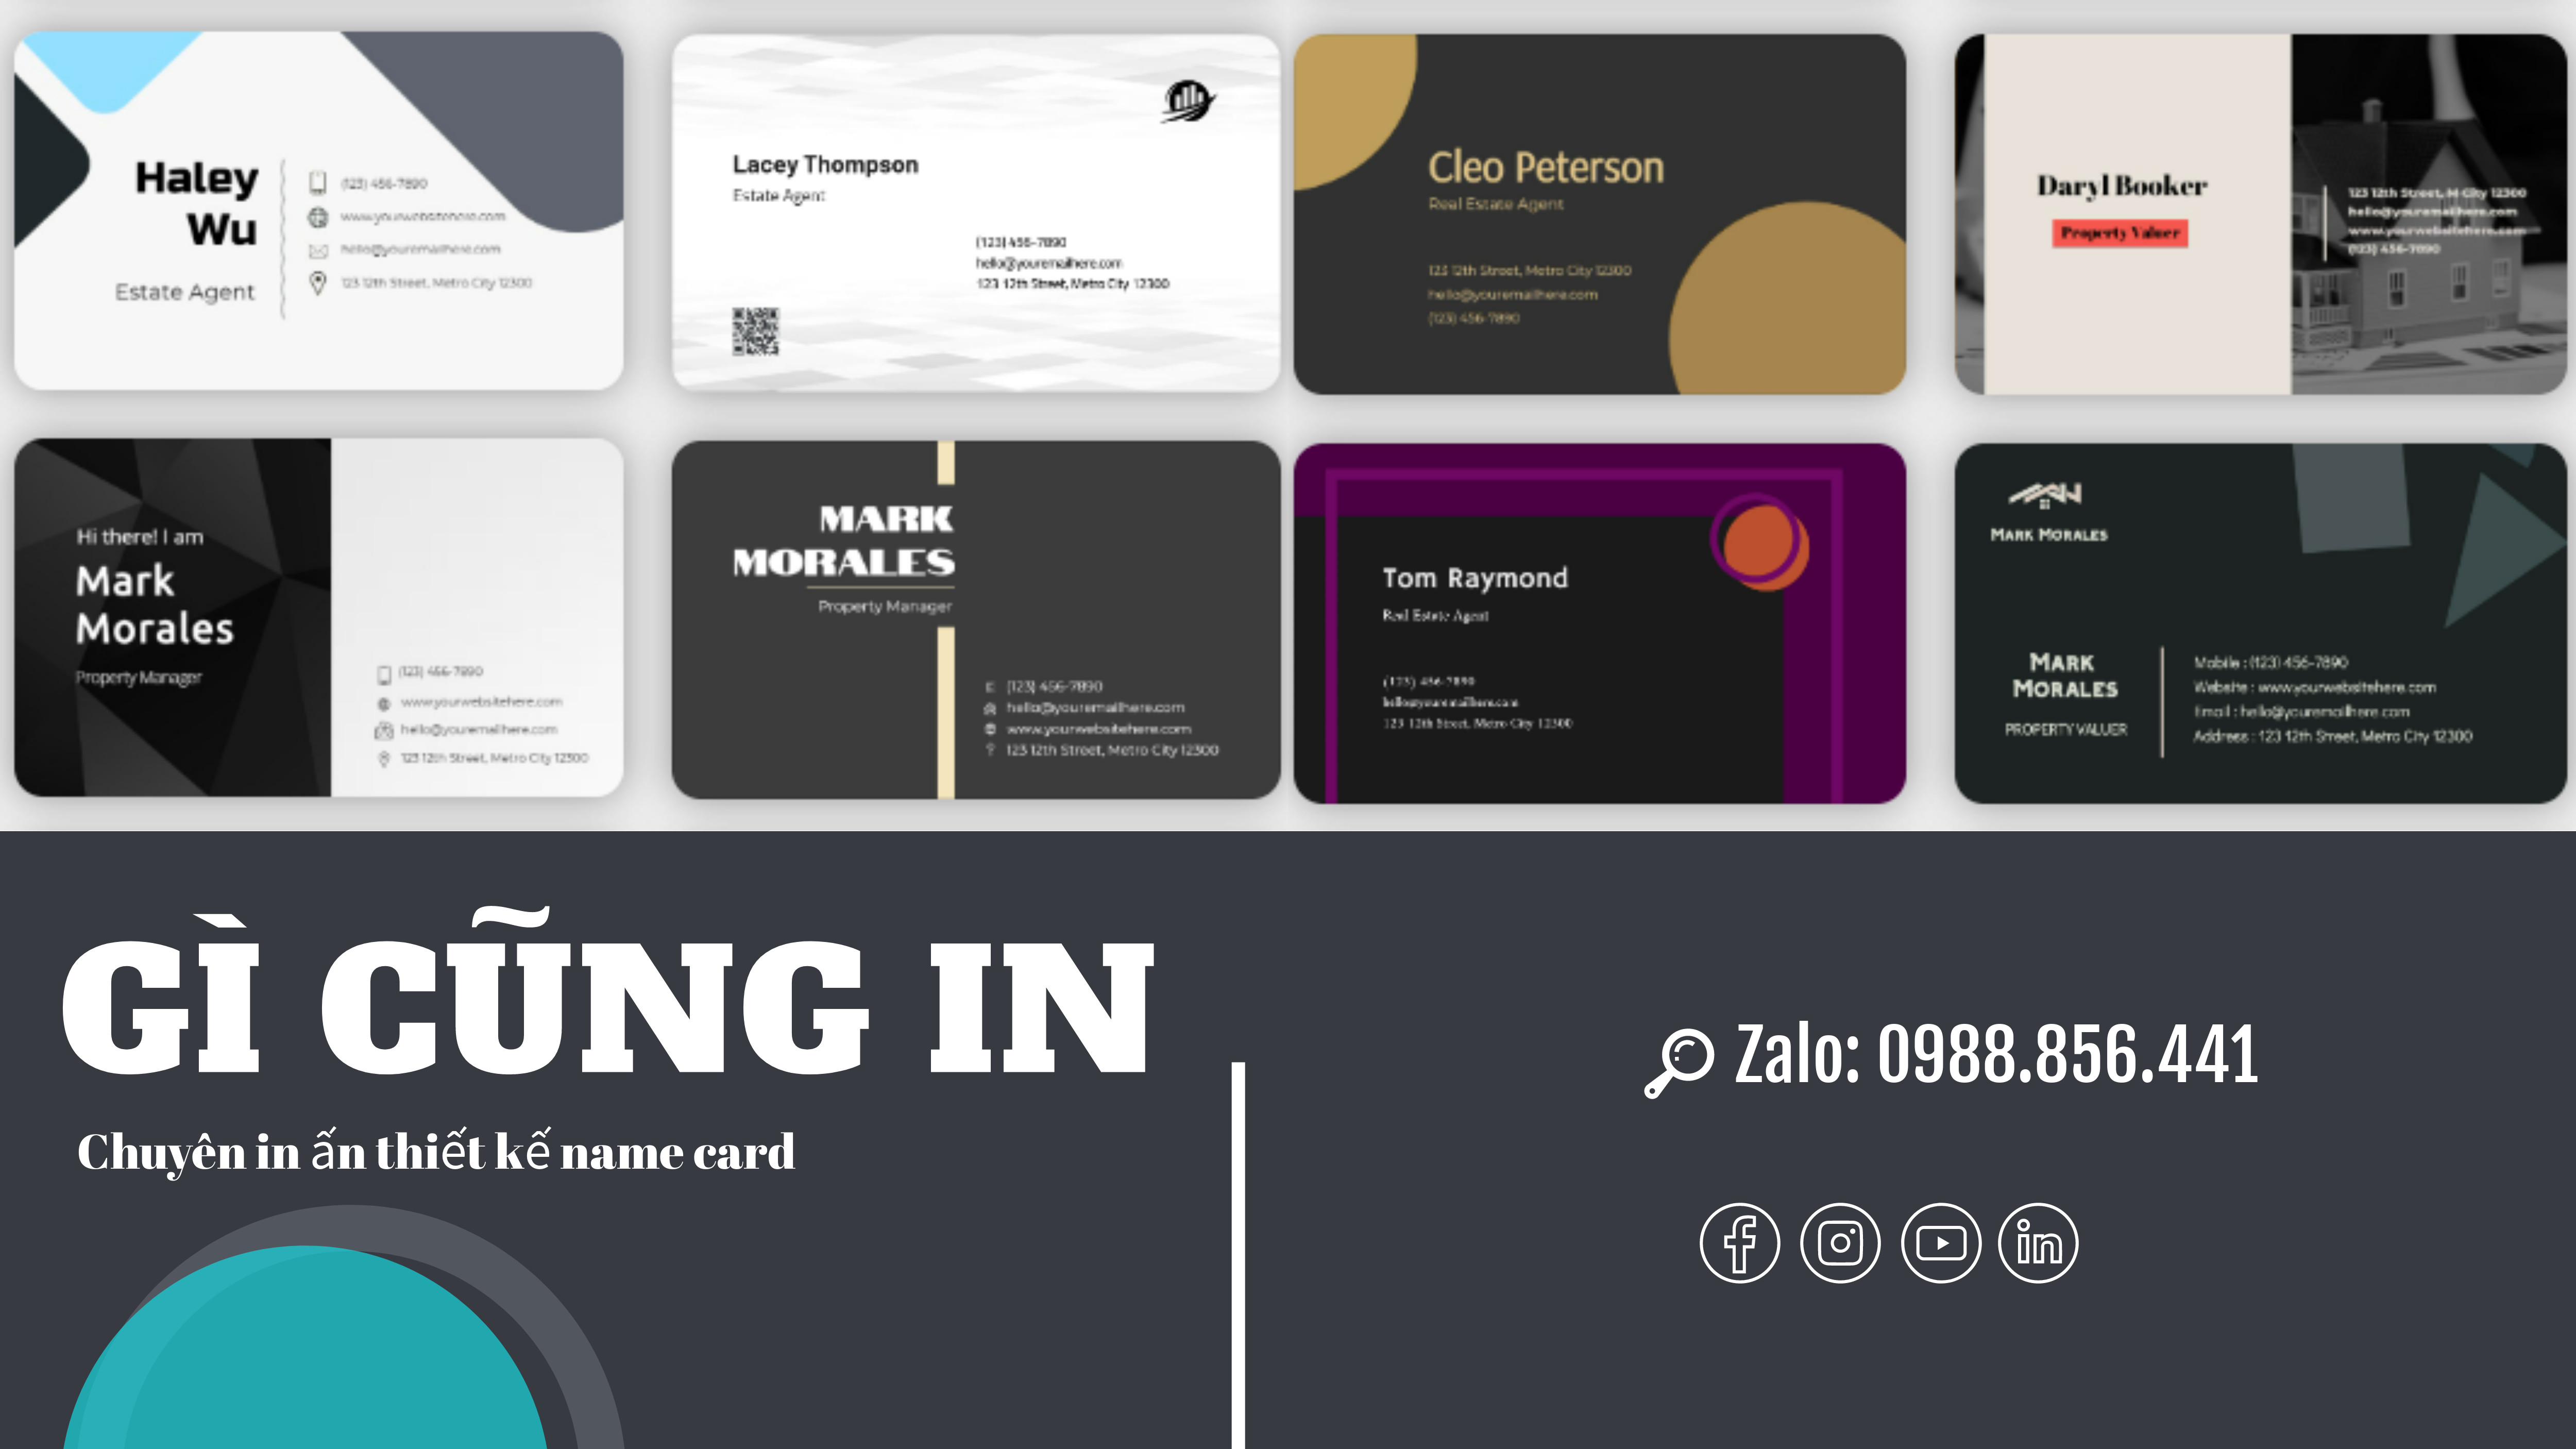 Haley
Wu
Estate Agent
(123) 456-7890
www.yourwebsitehere.com
hello@youremailhere.com
123 12th Street, Metro City 12300
Lacey Thompson
Estate Agent
(123) 456-7890
hello@youremailhere.com
123 12th Street, Metro City 12300
Cleo Peterson
Real Estate Agent
123 12th Street, Metro City 12300
hello@youremailhere.com
(123) 456-7890
Daryl Booker
Property Valuer
123 12th Street, M City 12300
hello@youremailhere.com
www.yourwebsitehere.com
(123) 456-7890
Hi there! I am
Mark
Morales
Property Manager
(123) 456-7890
www.yourwebsitehere.com
hello@youremailhere.com
123 12th Street, Metro City 12300
MARK
MORALES
Property Manager
(123) 456-7890
hello@youremailhere.com
www.yourwebsitehere.com
123 12th Street, Metro City 12300
Tom Raymond
Real Estate Agent
(123) 456-7890
hello@youremailhere.com
123 12th Street, Metro City 12300
MARK MORALES
MARK
MORALES
PROPERTY VALUER
Mobile : (123) 456-7890
Website : www.yourwebsitehere.com
Email : hello@youremailhere.com
Address : 123 12th Street, Metro City 12300
GÌ CŨNG IN
Chuyên in ấn thiết kế name card
Zalo: 0988.856.441